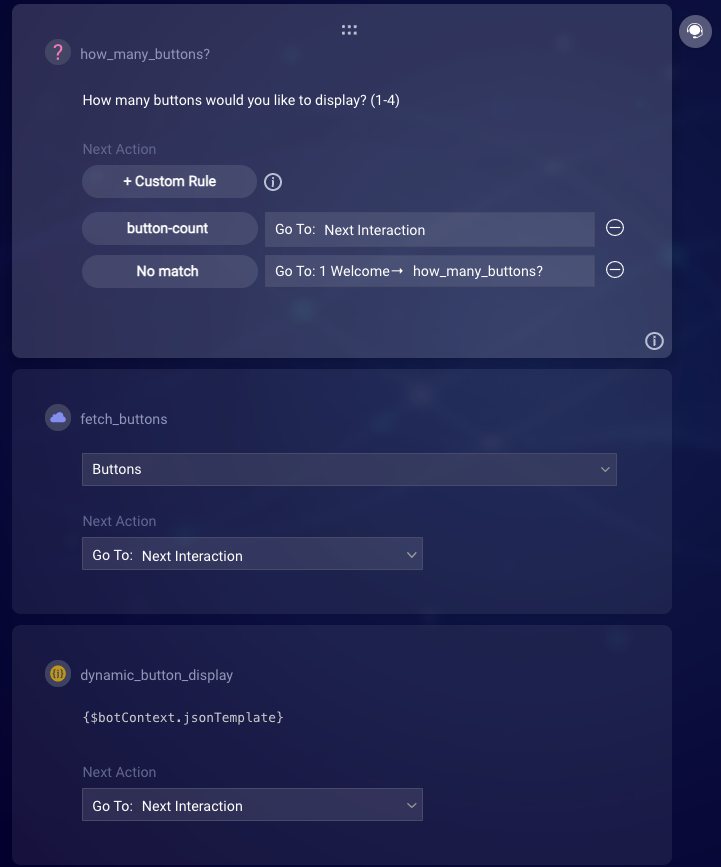 how_many_buttons?
How many buttons would you like to display? (1-4)
Next Action
+ Custom Rule
button-count Go To: Next Interaction
No match Go To: 1 Welcome→ how_many_buttons?
fetch_buttons
Buttons
Next Action
Go To: Next Interaction
dynamic_button_display
{$botContext.jsonTemplate}
Next Action
Go To: Next Interaction